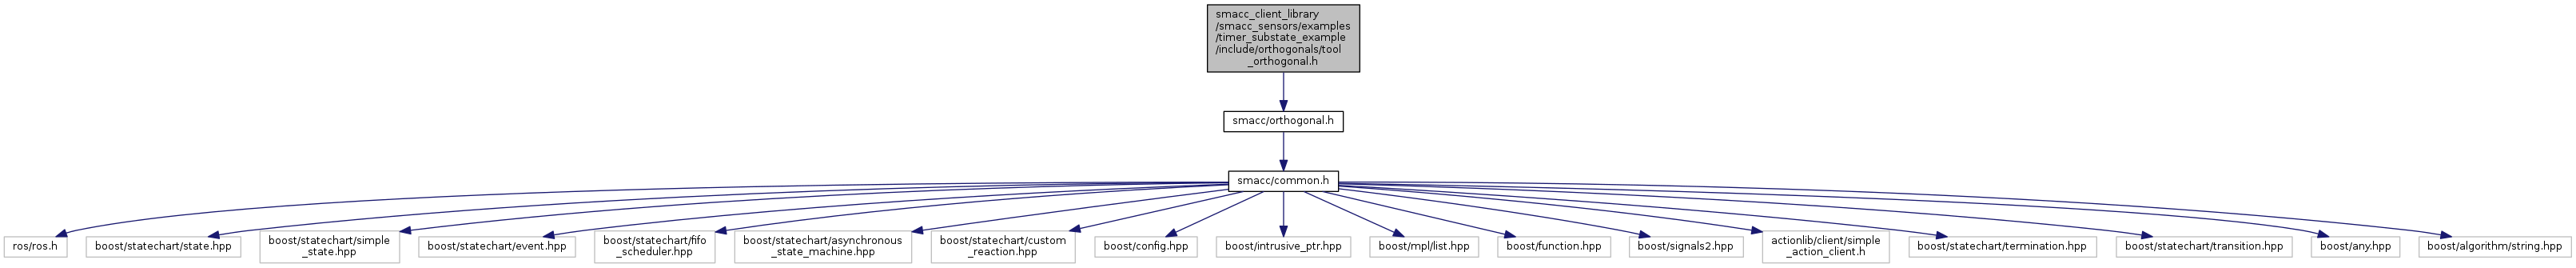 smacc_client_library
/smacc_sensors/examples
/timer_substate_example
/include/orthogonals/tool
_orthogonal.h
smacc/orthogonal.h
smacc/common.h
ros/ros.h
boost/statechart/state.hpp
boost/statechart/simple
_state.hpp
boost/statechart/event.hpp
boost/statechart/fifo
_scheduler.hpp
boost/statechart/asynchronous
_state_machine.hpp
boost/statechart/custom
_reaction.hpp
boost/config.hpp
boost/intrusive_ptr.hpp
boost/mpl/list.hpp
boost/function.hpp
boost/signals2.hpp
actionlib/client/simple
_action_client.h
boost/statechart/termination.hpp
boost/statechart/transition.hpp
boost/any.hpp
boost/algorithm/string.hpp